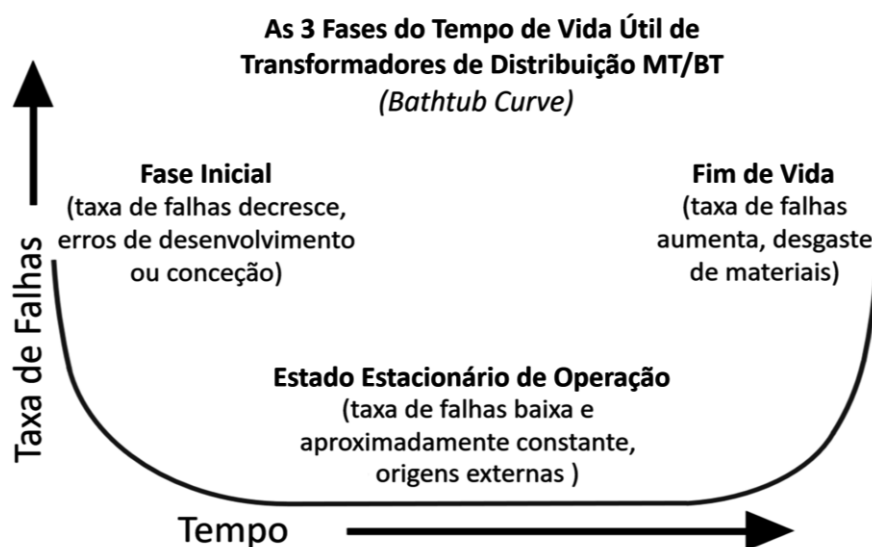 As 3 Fases do Tempo de Vida Útil de
Transformadores de Distribuição MT/BT
(Bathtub Curve)
Fase Inicial
(taxa de falhas decresce,
erros de desenvolvimento
ou conceção)
Fim de Vida
(taxa de falhas
aumenta, desgaste
de materiais)
Taxa de Falhas
Estado Estacionário de Operação
(taxa de falhas baixa e
aproximadamente constante,
origens externas )
Tempo